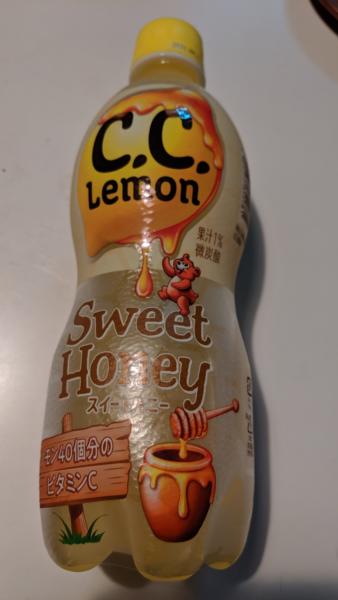 C.C.
Lemon
果汁1%
微炭酸
Sweet
Honey
モン40個分の
ビタミンC